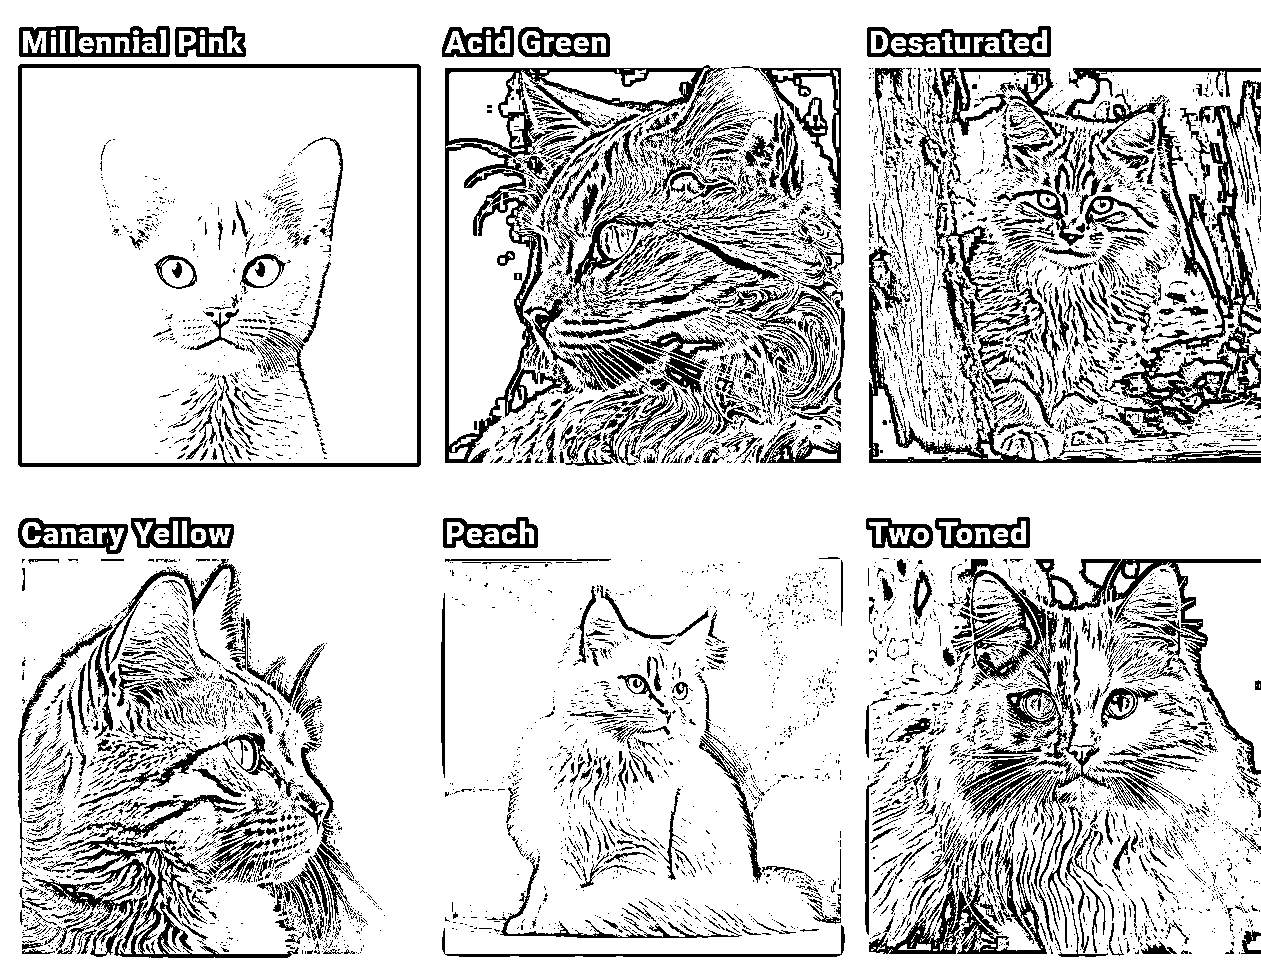 Millennial Pink
Acid Green
Desaturated
Canary Yellow
Peach
Two Toned